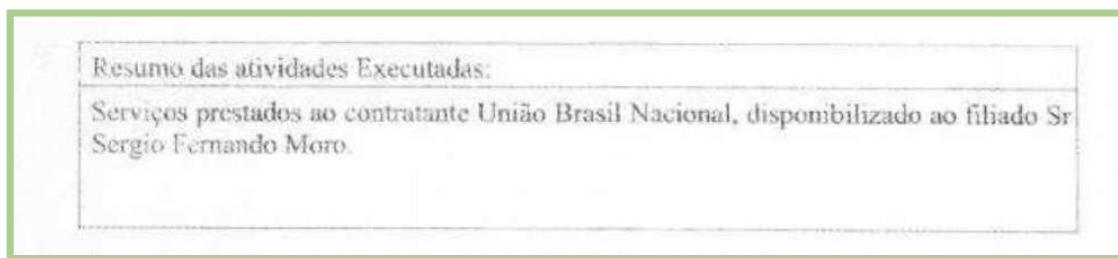 Resumo das atividades Executadas:
Serviços prestados ao contratante União Brasil Nacional, disponibilizado ao filiado Sr
Sergio Fernando Moro.